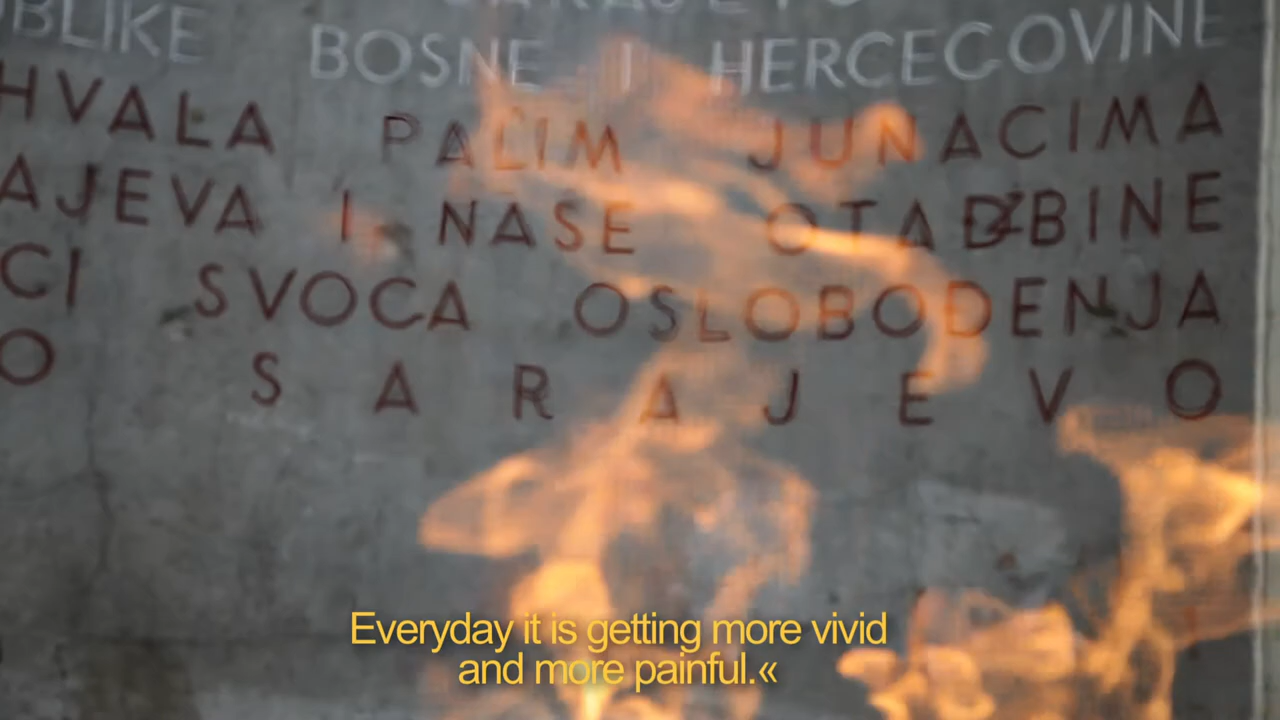 BLIKE BOSNE I HERCEGOVINE
HVALA PALIM JUNACIMA
AJEVA I NAŠE OTADŽBINE
CI SVOGA OSLOBOĐENJA
O SARAJEVO
Everyday it is getting more vivid
and more painful.«